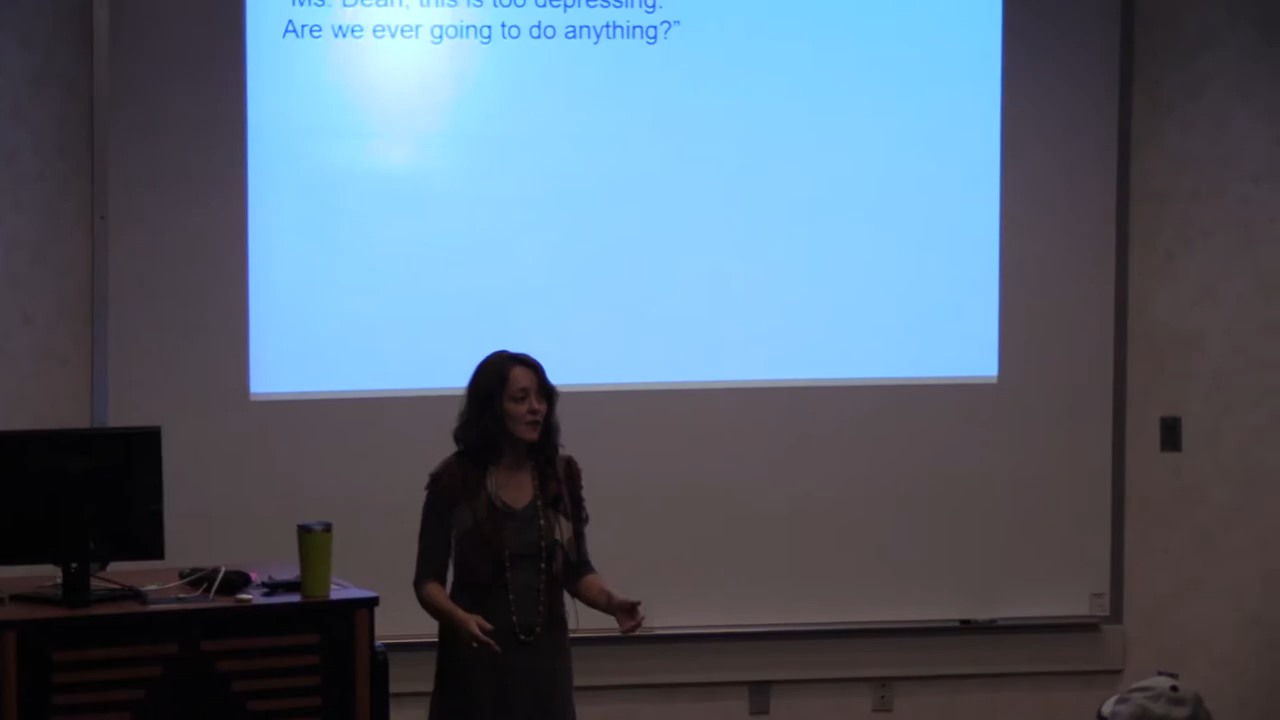 "Ms. Dean, this is too depressing.
Are we ever going to do anything?”